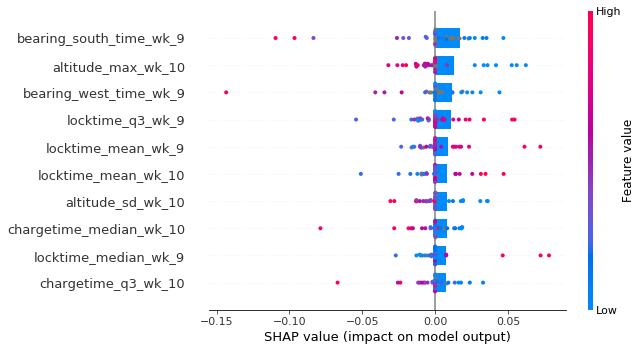 High
bearing_south_time_wk_9
altitude_max_wk_10
bearing_west_time_wk_9
locktime_q3_wk_9
locktime_mean_wk_9
locktime_mean_wk_10
altitude_sd_wk_10
chargetime_median_wk_10
locktime_median_wk_9
chargetime_q3_wk_10
Feature value
Low
−0.15 −0.10 −0.05 0.00 0.05
SHAP value (impact on model output)